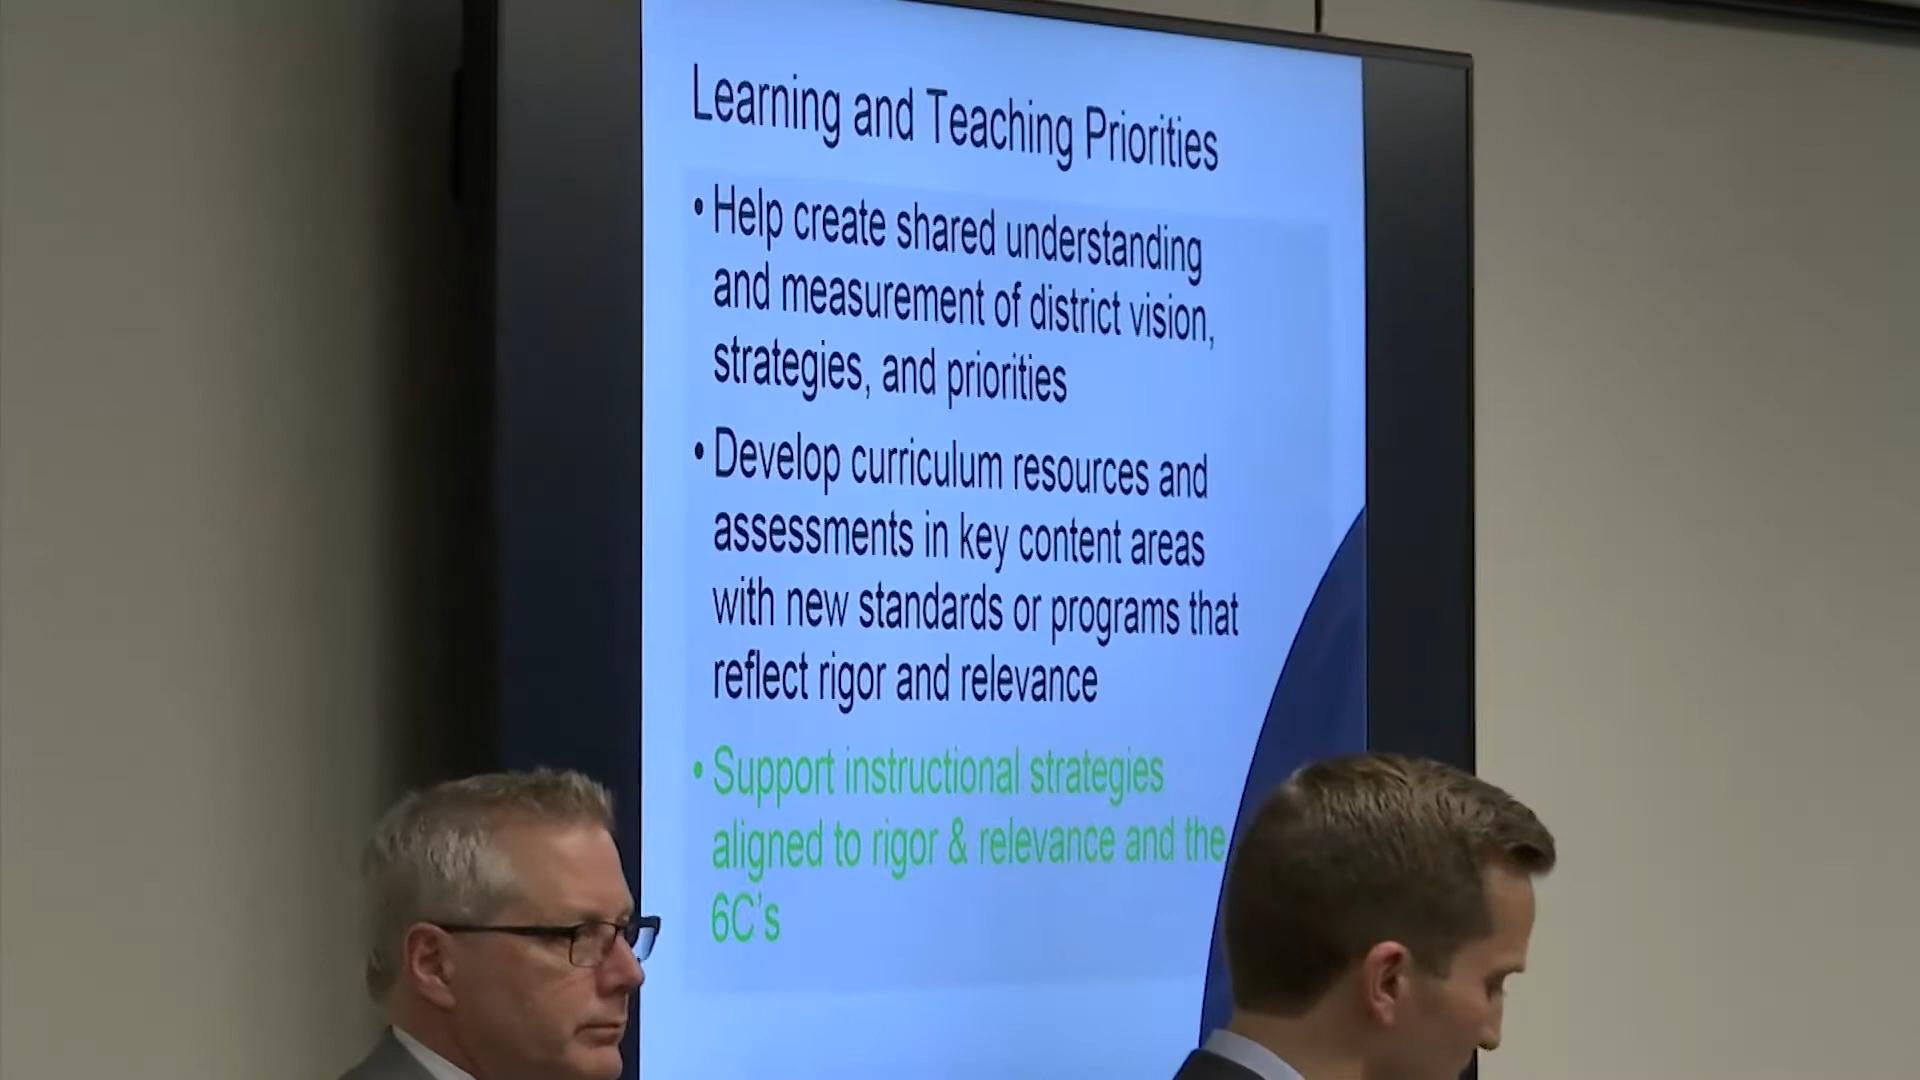 Learning and Teaching Priorities
• Help create shared understanding
and measurement of district vision,
strategies, and priorities
• Develop curriculum resources and
assessments in key content areas
with new standards or programs that
reflect rigor and relevance
• Support instructional strategies
aligned to rigor & relevance and the
6C's